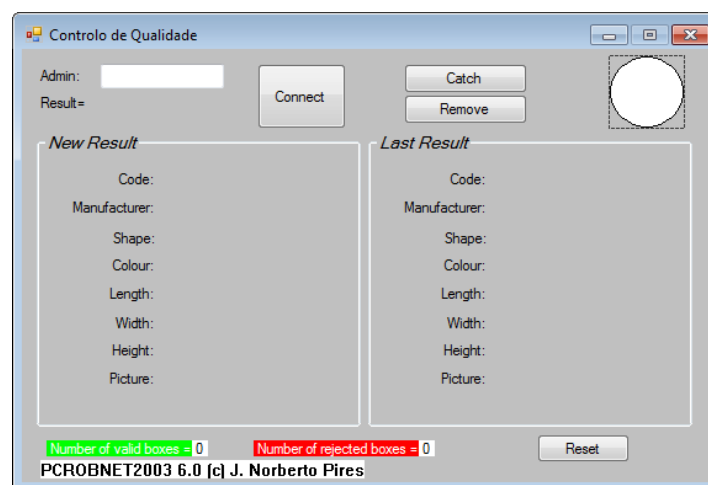 Controlo de Qualidade
Admin:
Result=
Connect
Catch
Remove
New Result
Code:
Manufacturer:
Shape:
Colour:
Length:
Width:
Height:
Picture:
Last Result
Code:
Manufacturer:
Shape:
Colour:
Length:
Width:
Height:
Picture:
Number of valid boxes = 0
Number of rejected boxes = 0
Reset
PCROBNET2003 6.0 (c) J. Norberto Pires